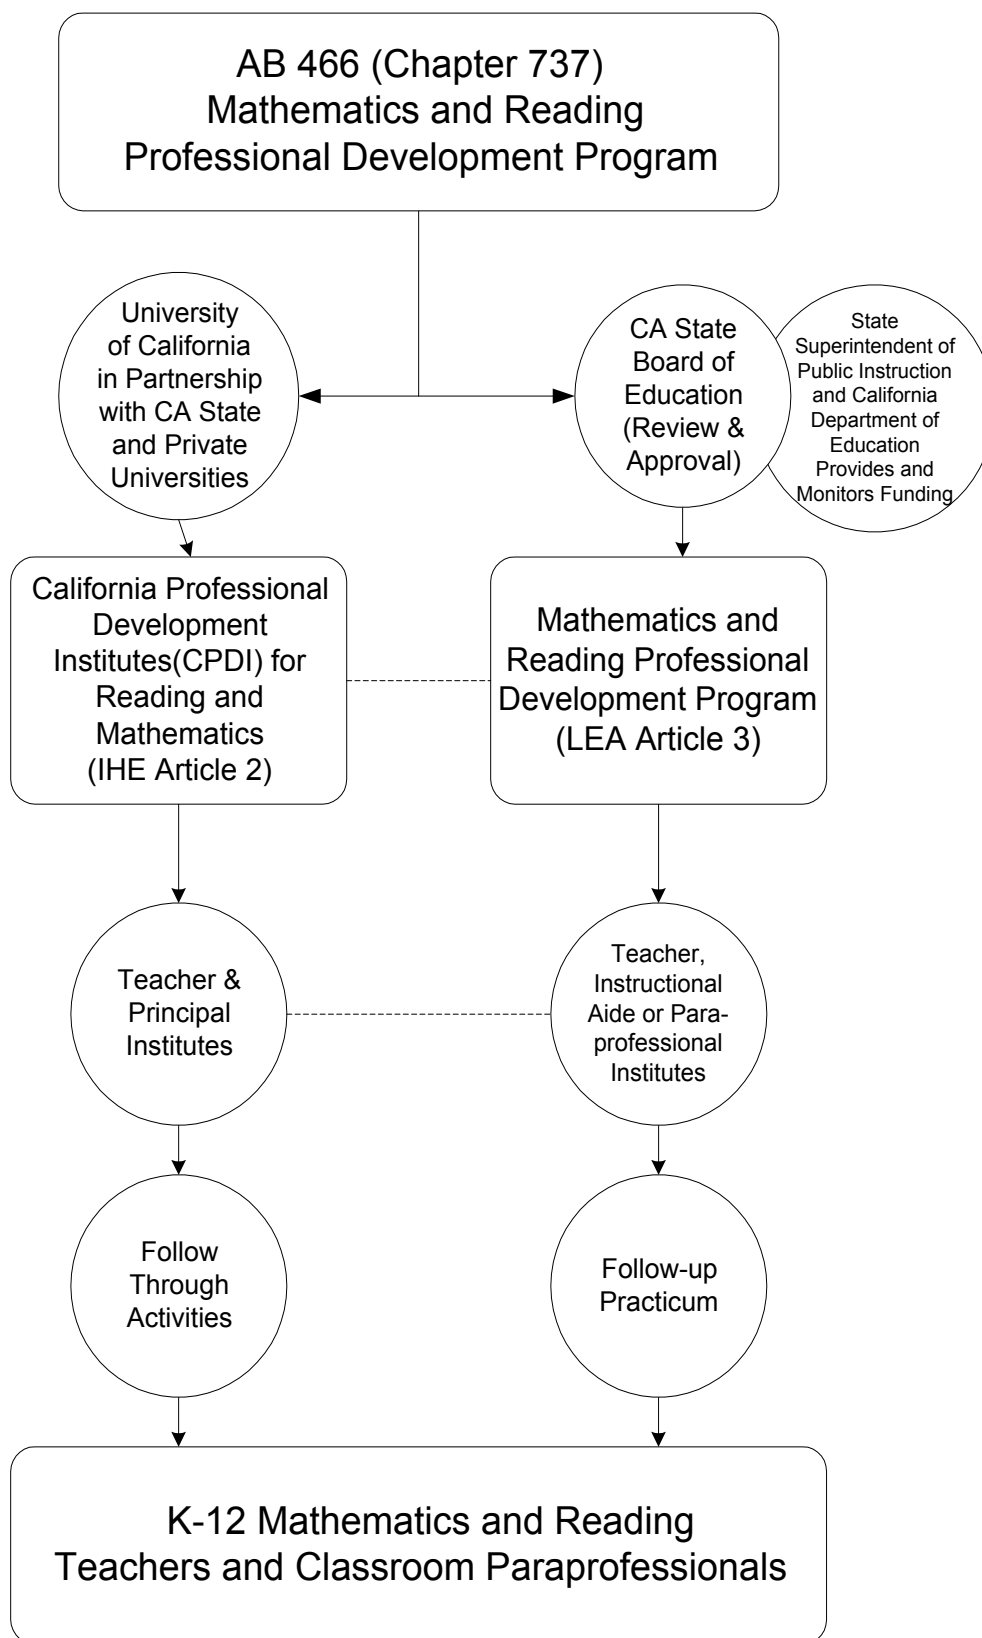 AB 466 (Chapter 737)
Mathematics and Reading
Professional Development Program
University
of California
in Partnership
with CA State
and Private
Universities
CA State
Board of
Education
(Review &
Approval)
State
Superintendent of
Public Instruction
and California
Department of
Education
Provides and
Monitors Funding
California Professional
Development
Institutes(CPDI) for
Reading and
Mathematics
(IHE Article 2)
Mathematics and
Reading Professional
Development Program
(LEA Article 3)
Teacher &
Principal
Institutes
Teacher,
Instructional
Aide or Para-
professional
Institutes
Follow
Through
Activities
Follow-up
Practicum
K-12 Mathematics and Reading
Teachers and Classroom Paraprofessionals